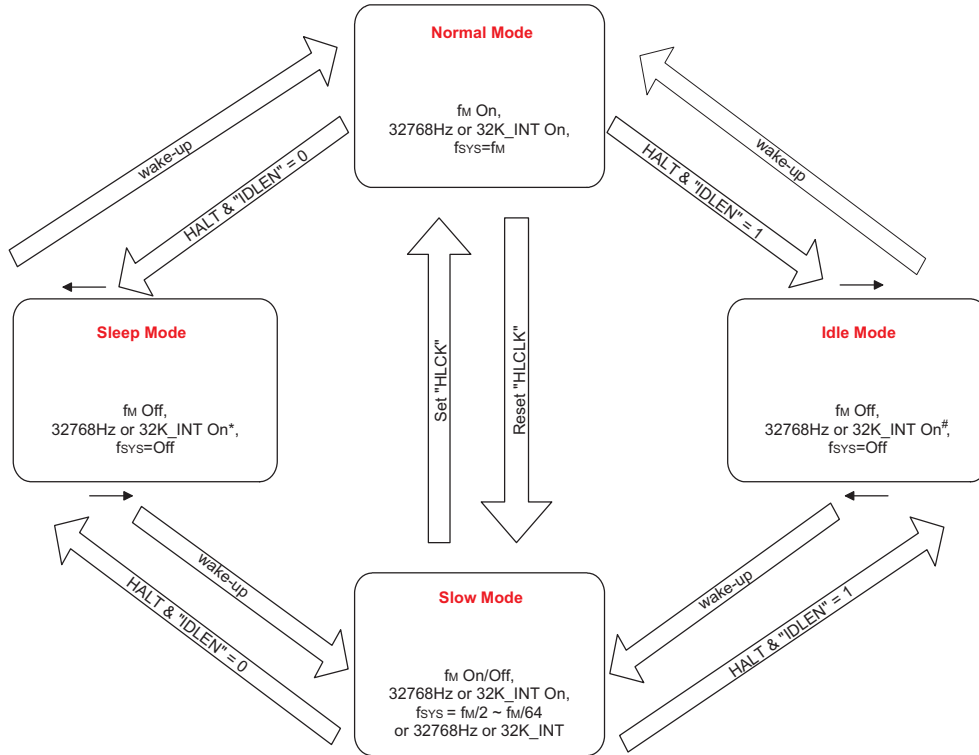 Normal Mode
fM On,
32768Hz or 32K_INT On,
fSYS=fM
wake-up
HALT & "IDLEN" = 0
HALT & "IDLEN" = 1
wake-up
Sleep Mode
fM Off,
32768Hz or 32K_INT On*,
fSYS=Off
Set "HLCK"
Reset "HLCLK"
Idle Mode
fM Off,
32768Hz or 32K_INT On#,
fSYS=Off
wake-up
HALT & "IDLEN" = 0
wake-up
HALT & "IDLEN" = 1
Slow Mode
fM On/Off,
32768Hz or 32K_INT On,
fSYS = fM/2 ~ fM/64
or 32768Hz or 32K_INT